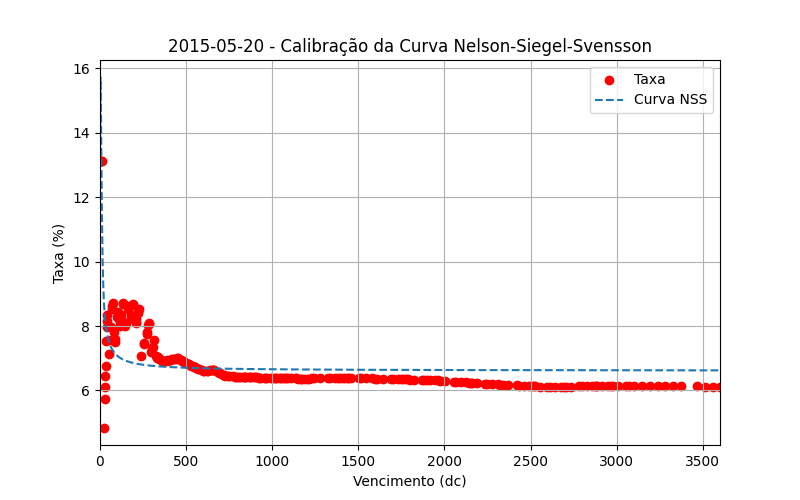 2015-05-20 - Calibração da Curva Nelson-Siegel-Svensson
Taxa
Curva NSS
Taxa (%)
16
14
12
10
8
6
0 500 1000 1500 2000 2500 3000 3500
Vencimento (dc)